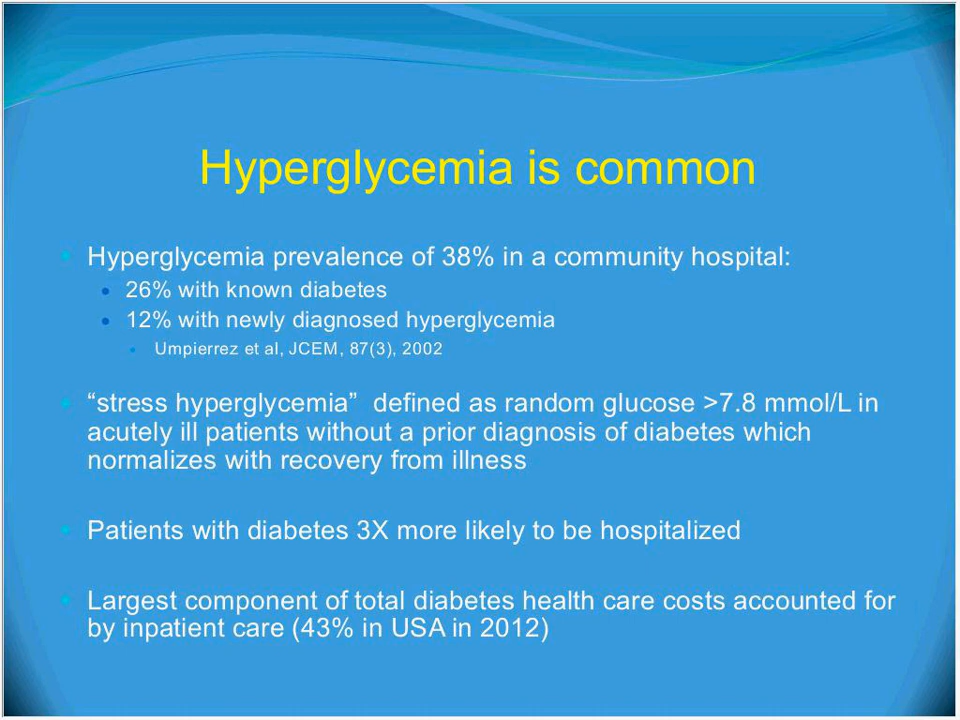 Hyperglycemia is common
Hyperglycemia prevalence of 38% in a community hospital:
26% with known diabetes
12% with newly diagnosed hyperglycemia
Umpierrez et al, JCEM, 87(3), 2002
“stress hyperglycemia”  defined as random glucose >7.8 mmol/L in
acutely ill patients without a prior diagnosis of diabetes which
normalizes with recovery from illness
Patients with diabetes 3X more likely to be hospitalized
Largest component of total diabetes health care costs accounted for
by inpatient care (43% in USA in 2012)